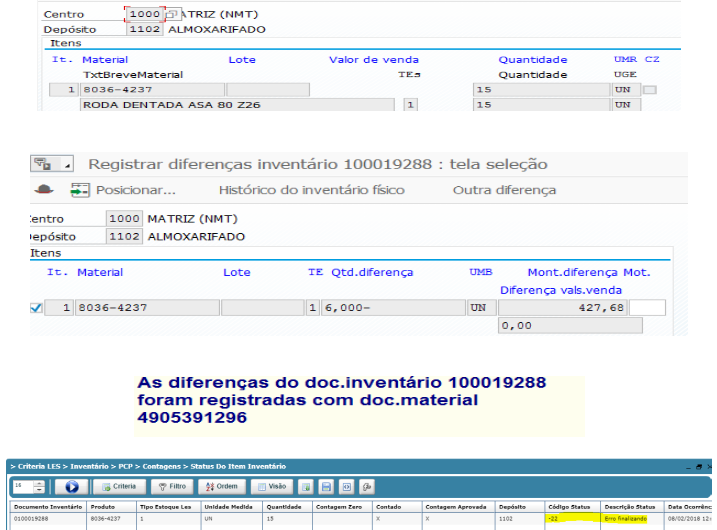 Centro 1000 ATRIZ (NMT)
Depósito 1102 ALMOXARIFADO
Itens
It. Material Lote Valor de venda Quantidade UMR CZ
TxtBreveMaterial TEs Quantidade UGE
1 8036-4237 15 UN
RODA DENTADA ASA 80 Z26 1 15 UN
Registrar diferenças inventário 100019288 : tela seleção
Posicionar... Histórico do inventário físico Outra diferença
entro 1000 MATRIZ (NMT)
epósito 1102 ALMOXARIFADO
Itens
It. Material Lote TE Qtd.diferença UMB Mont.diferença Mot.
Diferença vals.venda
1 8036-4237 1 6,000- UN 427,68
0,00
As diferenças do doc.inventário 100019288
foram registradas com doc.material
4905391296
> Criteria LES > Inventário > PCP > Contagens > Status Do Item Inventário
16 Criteria Filtro Ordem Visão
Documento Inventário Produto Tipo Estoque Les Unidade Medida Quantidade Contagem Zero Contado Contagem Aprovada Depósito Código Status Descrição Status Data Ocorrênc
0100019288 8036-4237 1 UN 15 X X 1102 -22 Erro finalizando 08/02/2018 12: